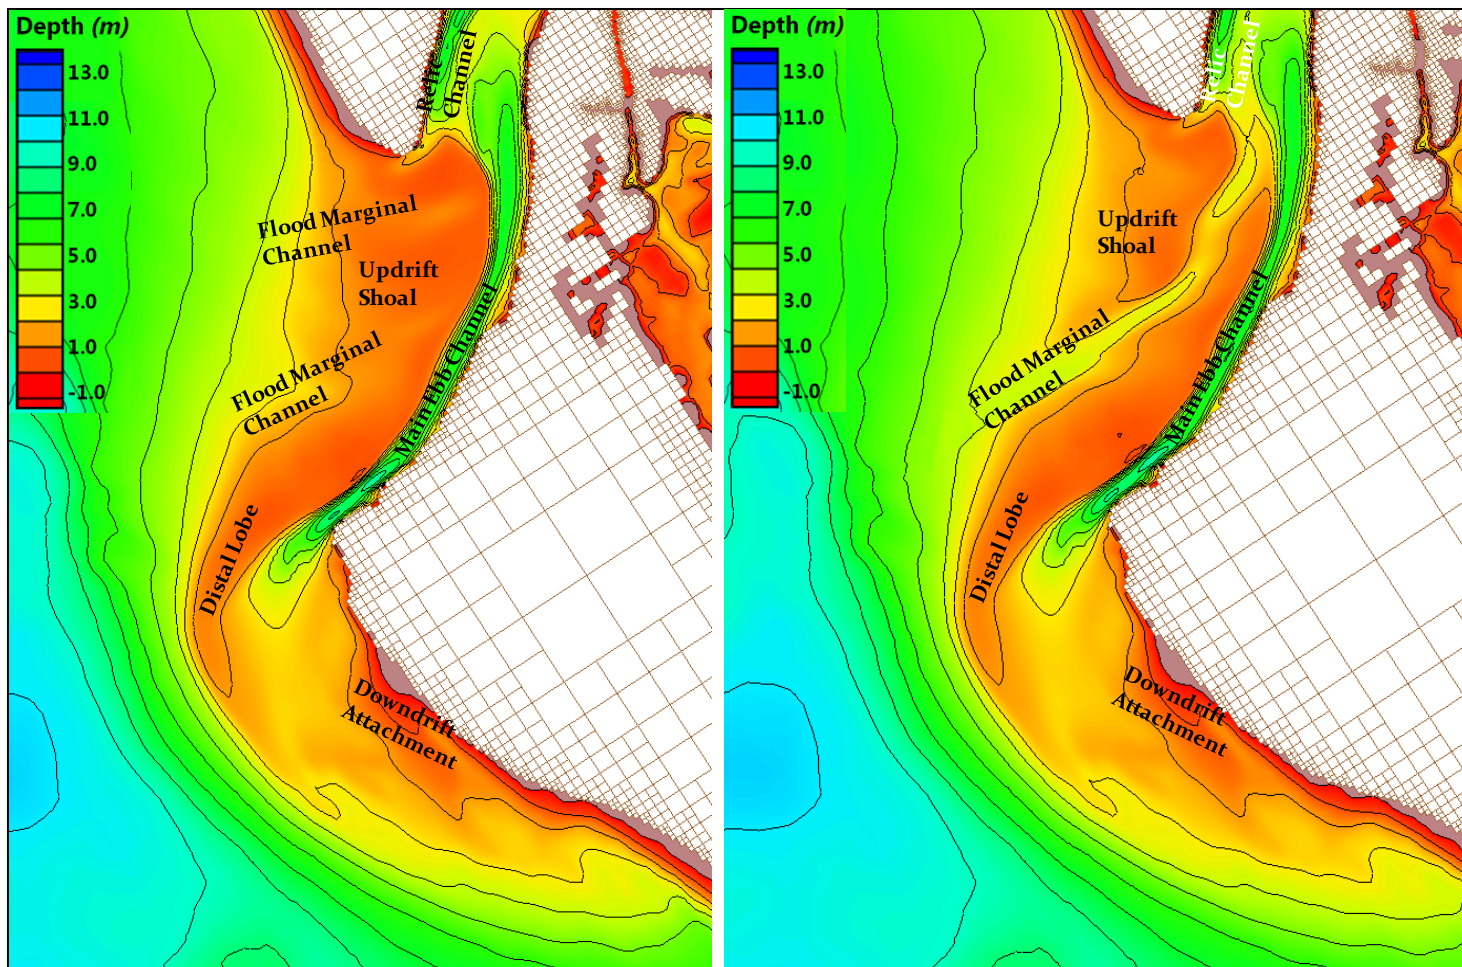 Depth (m)
13.0
11.0
9.0
7.0
5.0
3.0
1.0
-1.0
Relic
Channel
Flood Marginal
Channel
Updrift
Shoal
Flood Marginal
Channel
Main Ebb Channel
Distal Lobe
Downdrift
Attachment
Depth (m)
13.0
11.0
9.0
7.0
5.0
3.0
1.0
-1.0
Relic
Channel
Updrift
Shoal
Flood Marginal
Channel
Main Ebb Channel
Distal Lobe
Downdrift
Attachment